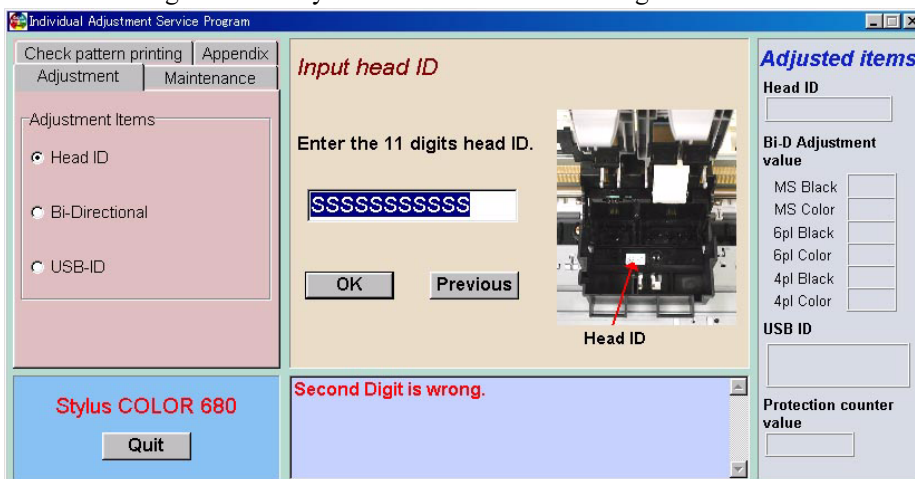 Individual Adjustment Service Program
Check pattern printing
Appendix
Adjustment
Maintenance
Adjustment Items
Head ID
Bi-Directional
USB-ID
Input head ID
Enter the 11 digits head ID.
SSSSSSSSSSS
OK
Previous
Head ID
Adjusted items
Head ID
Bi-D Adjustment
value
MS Black
MS Color
6pl Black
6pl Color
4pl Black
4pl Color
USB ID
Protection counter
value
Stylus COLOR 680
Quit
Second Digit is wrong.